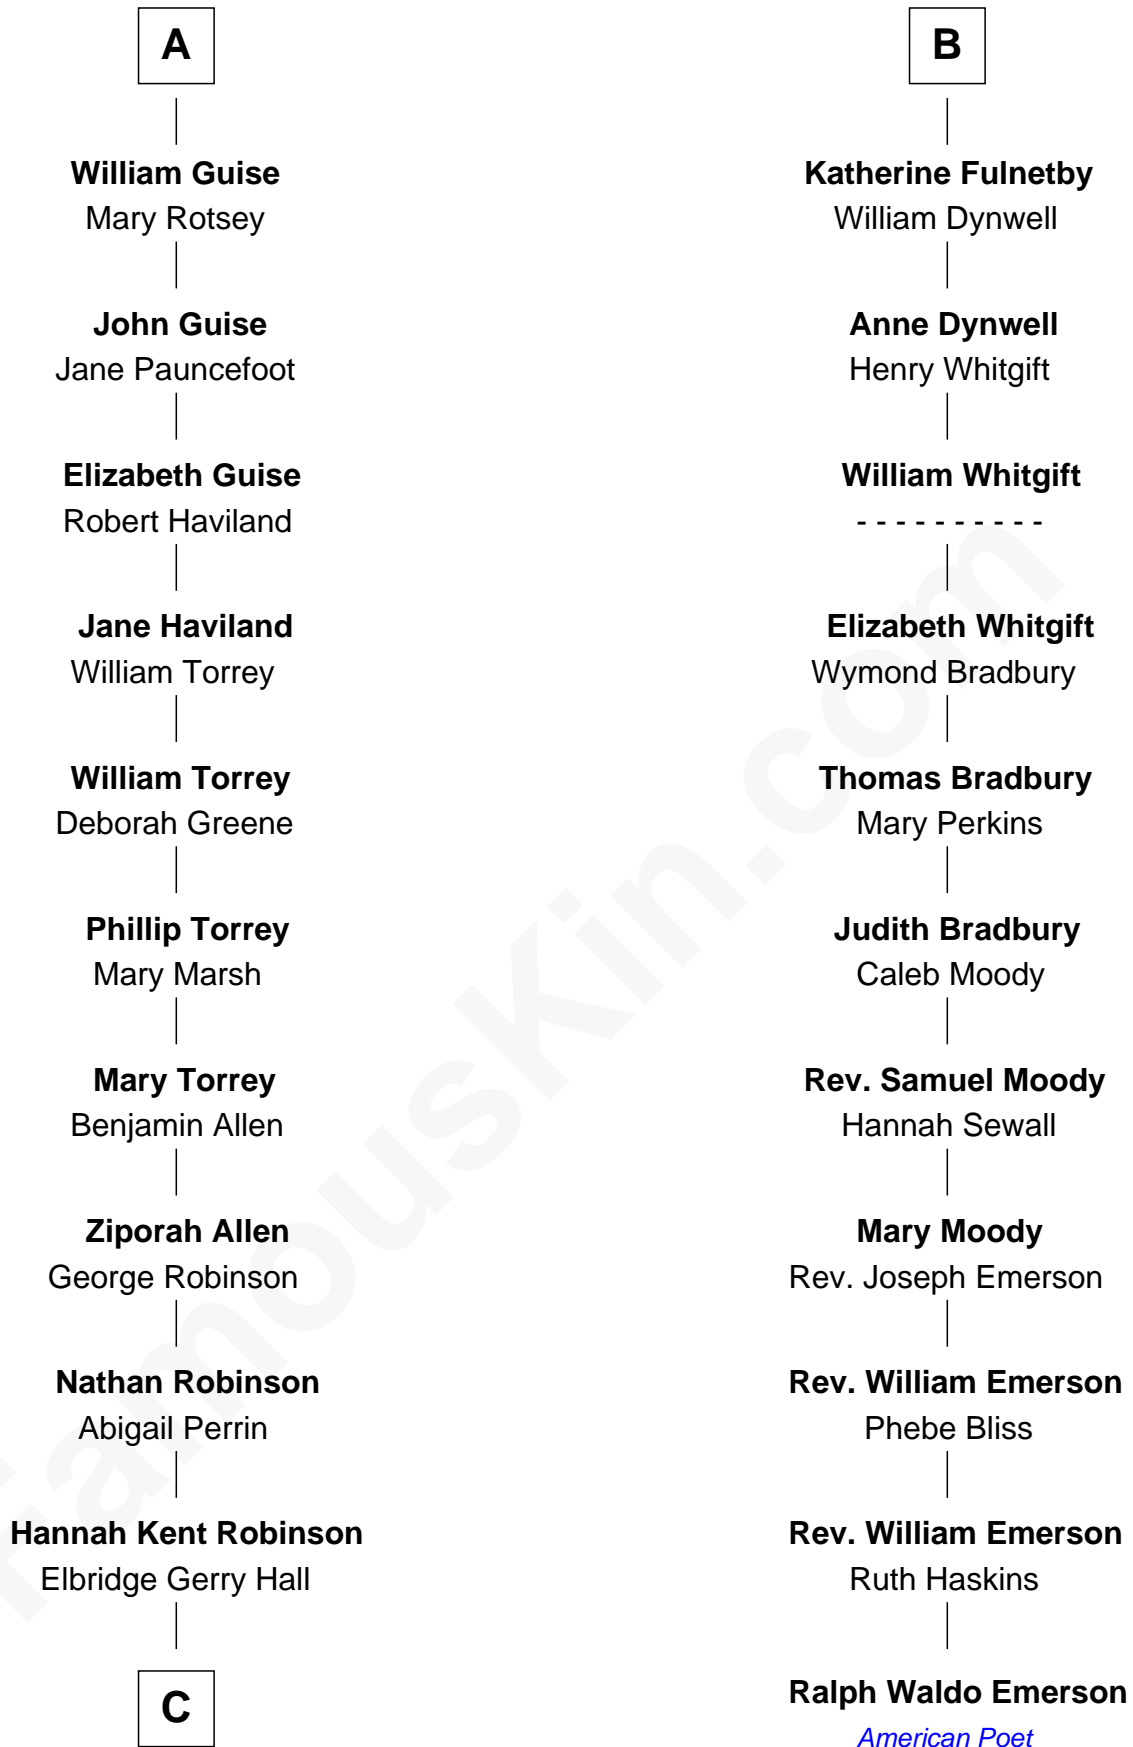 A
William Guise
Mary Rotsey
John Guise
Jane Pauncefoot
Elizabeth Guise
Robert Haviland
Jane Haviland
William Torrey
William Torrey
Deborah Greene
Phillip Torrey
Mary Marsh
Mary Torrey
Benjamin Allen
Ziporah Allen
George Robinson
Nathan Robinson
Abigail Perrin
Hannah Kent Robinson
Elbridge Gerry Hall
C
B
Katherine Fulnetby
William Dynwell
Anne Dynwell
Henry Whitgift
William Whitgift
- - - - - - - - - -
Elizabeth Whitgift
Wymond Bradbury
Thomas Bradbury
Mary Perkins
Judith Bradbury
Caleb Moody
Rev. Samuel Moody
Hannah Sewall
Mary Moody
Rev. Joseph Emerson
Rev. William Emerson
Phebe Bliss
Rev. William Emerson
Ruth Haskins
Ralph Waldo Emerson
American Poet
famouskin.com